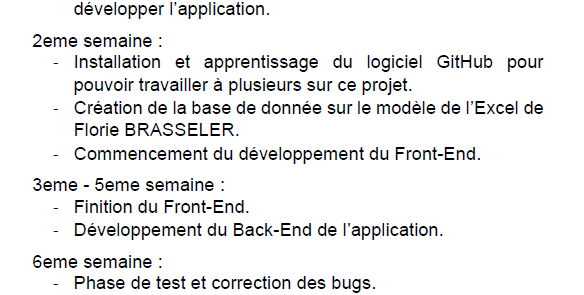 développer l'application.
2eme semaine :
- Installation et apprentissage du logiciel GitHub pour
pouvoir travailler à plusieurs sur ce projet.
- Création de la base de donnée sur le modèle de l'Excel de
Florie BRASSELER.
- Commencement du développement du Front-End.
3eme - 5eme semaine :
- Finition du Front-End.
- Développement du Back-End de l'application.
6eme semaine :
- Phase de test et correction des bugs.